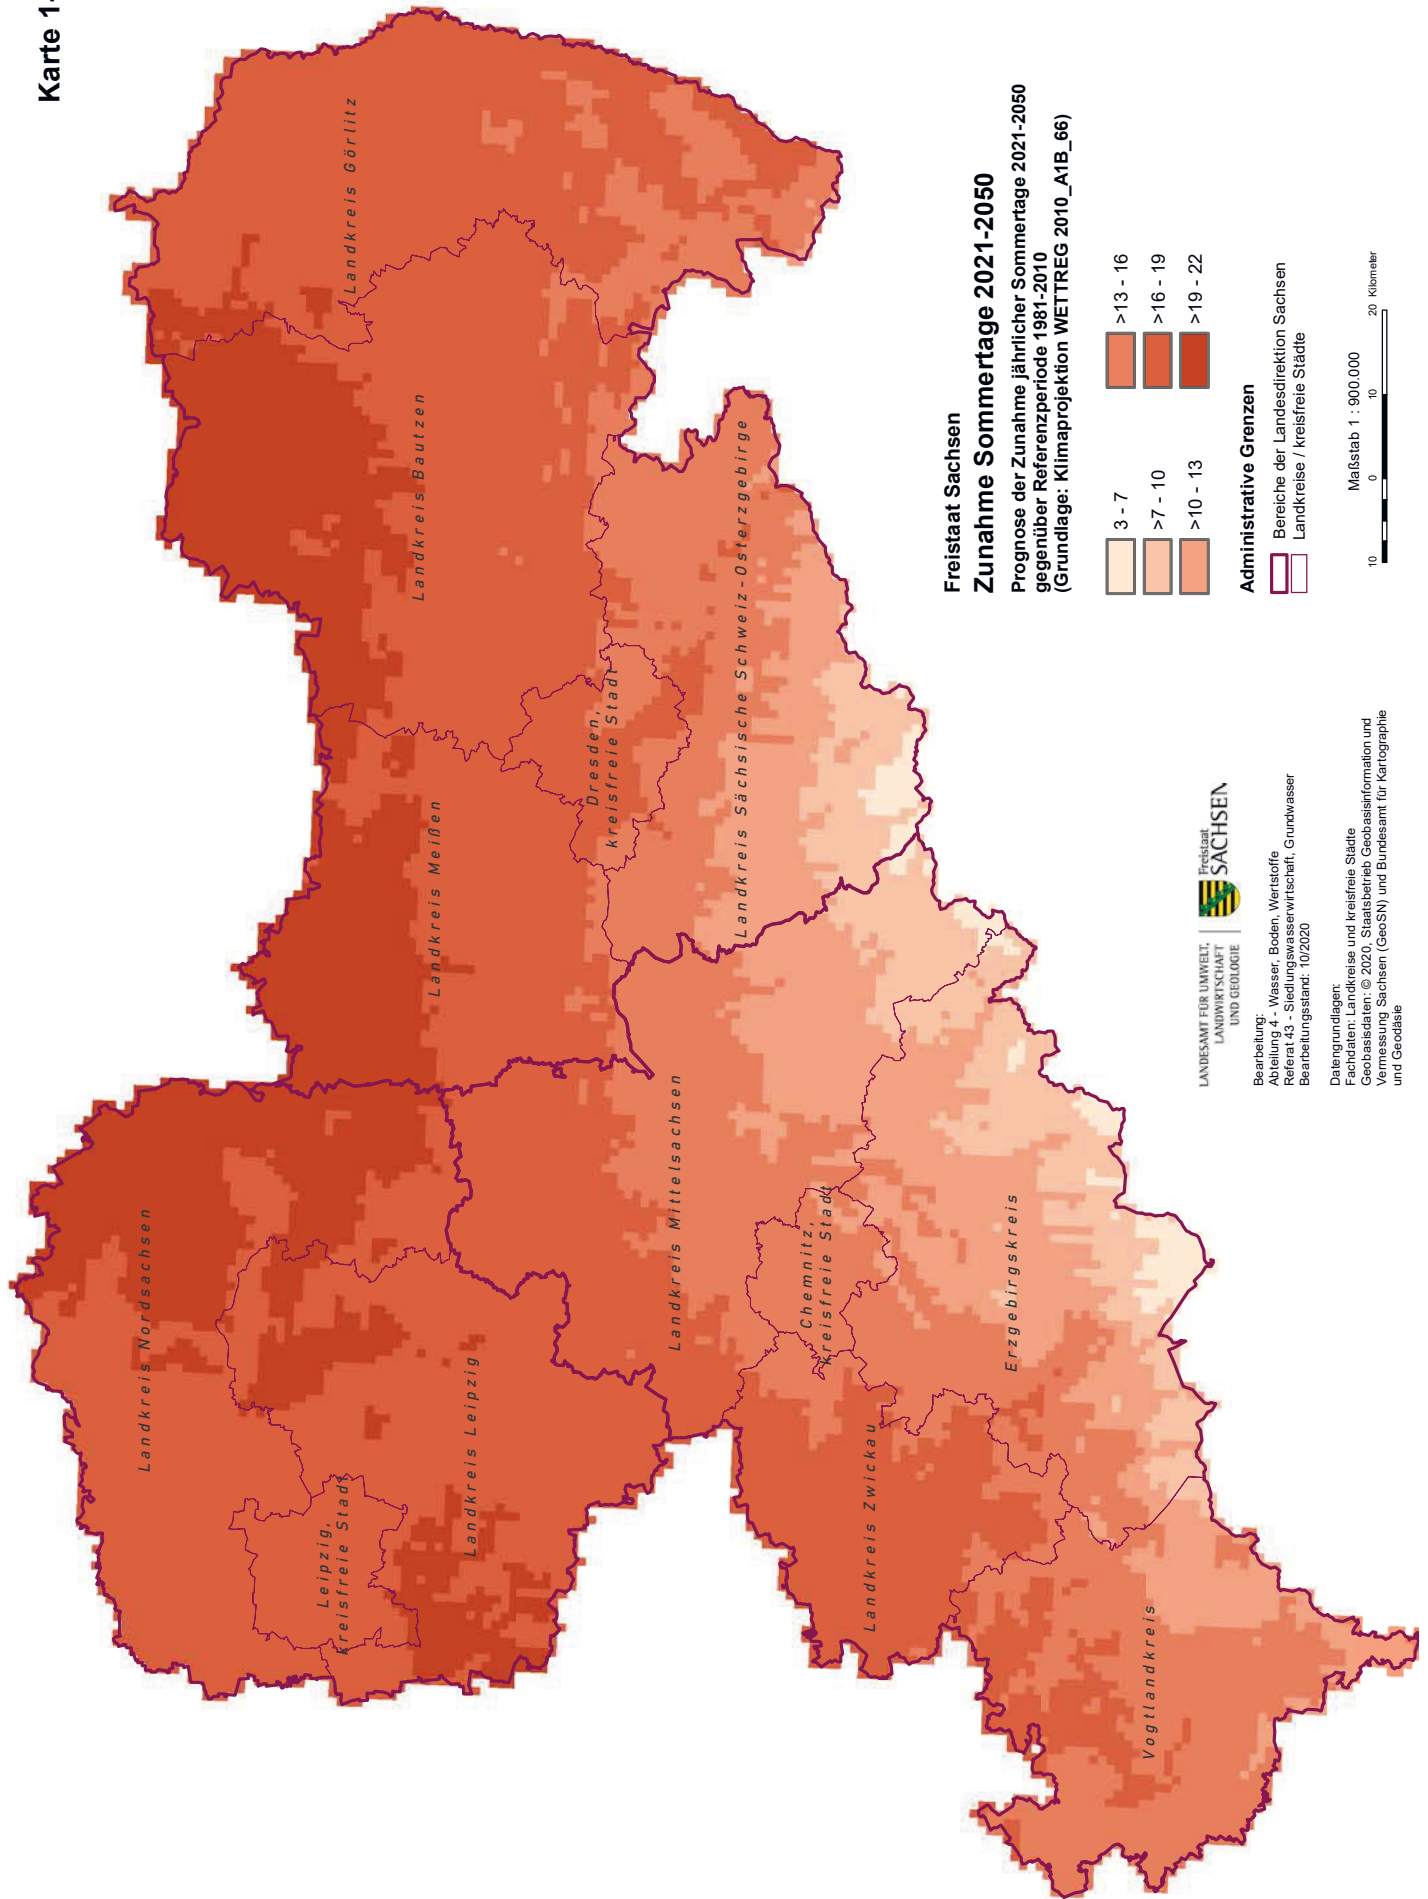 Karte 1-
Landkreis Nordsachsen
Leipzig,
kreisfreie Stadt
Landkreis Leipzig
Landkreis Meißen
Landkreis Bautzen
Landkreis Görlitz
Dresden,
kreisfreie Stadt
Landkreis Mittelsachsen
Landkreis Sächsische Schweiz-Osterzgebirge
Chemnitz,
kreisfreie Stadt
Landkreis Zwickau
Erzgebirgskreis
Vogtlandkreis
Freistaat Sachsen
Zunahme Sommertage 2021-2050
Prognose der Zunahme jährlicher Sommertage 2021-2050
gegenüber Referenzperiode 1981-2010
(Grundlage: Klimaprojektion WETTREG 2010_A1B_66)
3 - 7
>7 - 10
>10 - 13
>13 - 16
>16 - 19
>19 - 22
Administrative Grenzen
Bereiche der Landesdirektion Sachsen
Landkreise / kreisfreie Städte
Maßstab 1 : 900.000
10 0 10 20 Kilometer
LANDESAMT FÜR UMWELT,
LANDWIRTSCHAFT
UND GEOLOGIE
Freistaat
SACHSEN
Bearbeitung:
Abteilung 4 - Wasser, Boden, Wertstoffe
Referat 43 - Siedlungswasserwirtschaft, Grundwasser
Bearbeitungsstand: 10/2020
Datengrundlagen:
Fachdaten: Landkreise und kreisfreie Städte
Geobasisdaten: © 2020, Staatsbetrieb Geobasisinformation und
Vermessung Sachsen (GeoSN) und Bundesamt für Kartographie
und Geodäsie